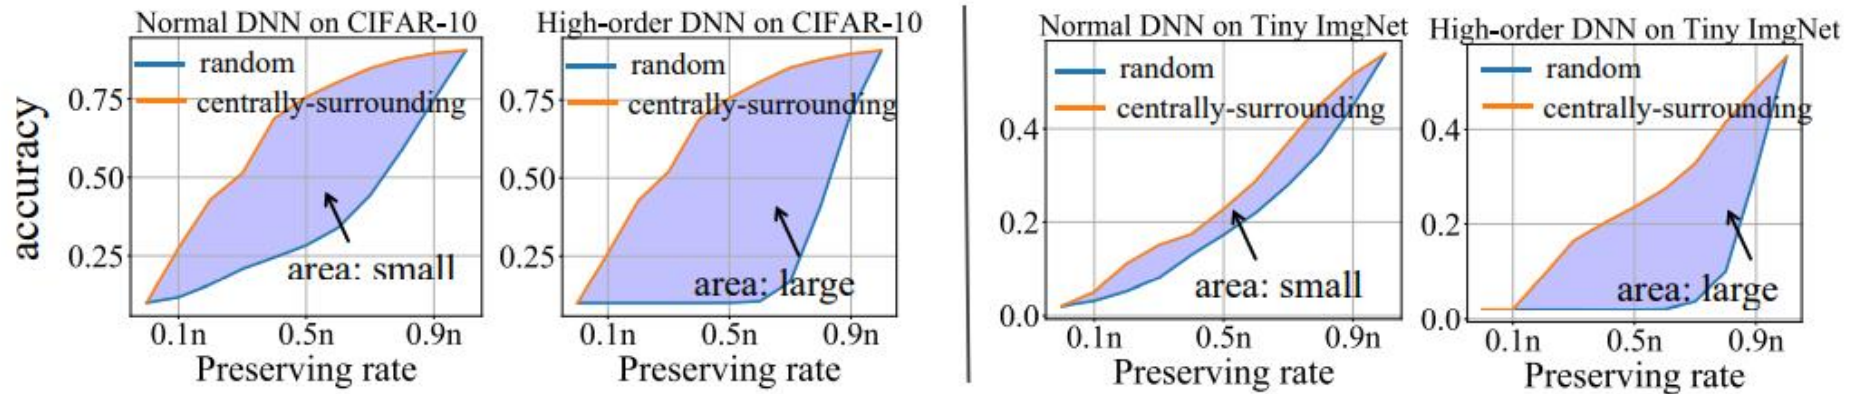 Normal DNN on CIFAR-10
random
centrally-surrounding
0.75
0.50
0.25
accuracy
area: small
0.1n 0.5n 0.9n
Preserving rate
High-order DNN on CIFAR-10
random
centrally-surrounding
0.75
0.50
0.25
area: large
0.1n 0.5n 0.9n
Preserving rate
Normal DNN on Tiny ImgNet
random
centrally-surrounding
0.4
0.2
0.0
area: small
0.1n 0.5n 0.9n
Preserving rate
High-order DNN on Tiny ImgNet
random
centrally-surrounding
0.4
0.2
0.0
area: large
0.1n 0.5n 0.9n
Preserving rate